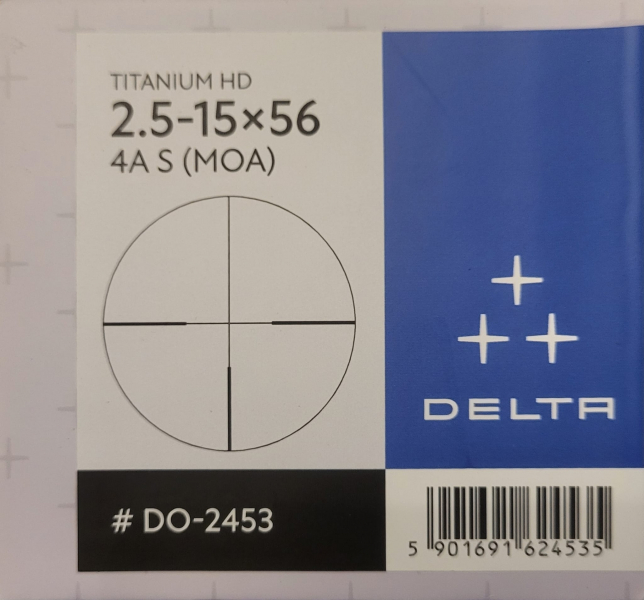 TITANIUM HD
2.5-15×56
4A S (MOA)
DELTA
# DO-2453
5 901691 624535